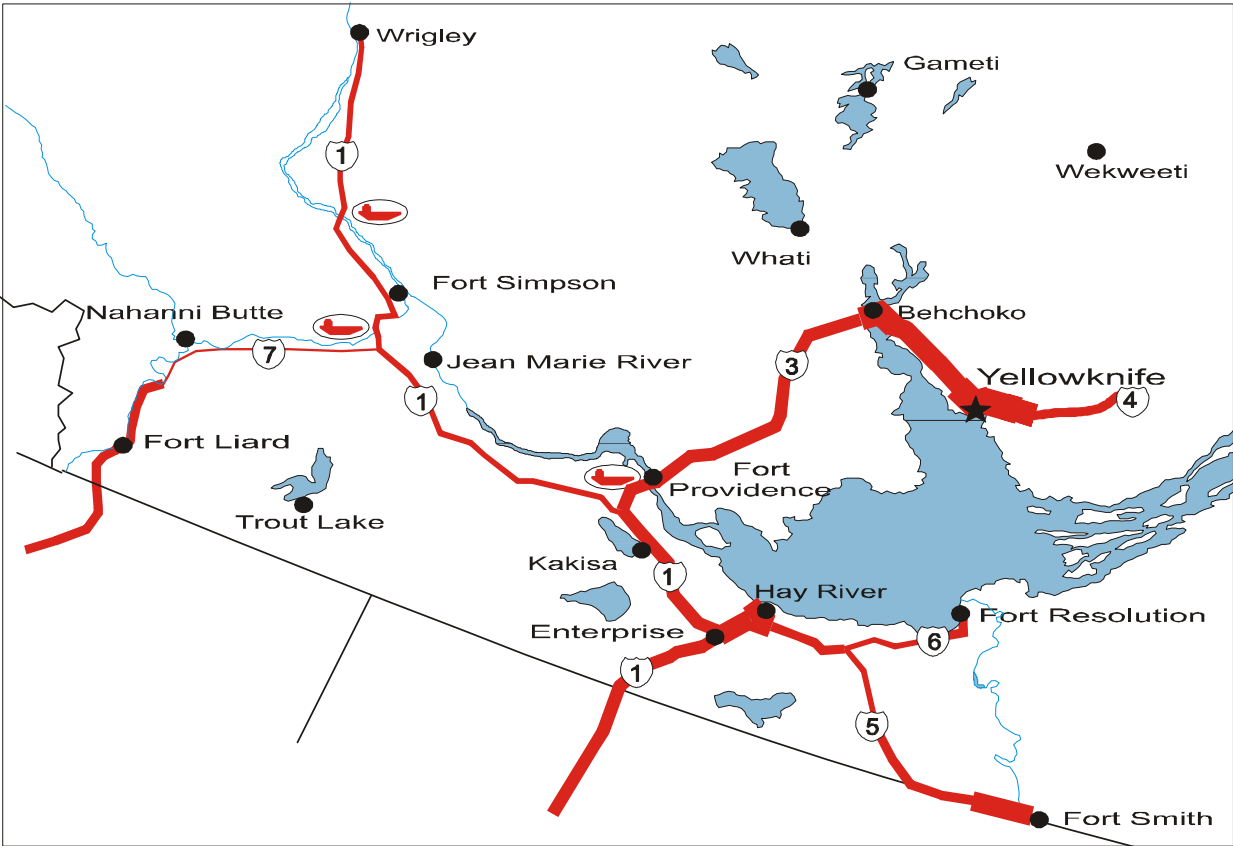 Wrigley
Gameti
1
Wekweeti
Whati
Fort Simpson
Nahanni Butte
Behchoko
7
Jean Marie River
3
Yellowknife
1
4
Fort Liard
Fort
Providence
Trout Lake
Kakisa
1
Hay River
Fort Resolution
Enterprise
6
1
5
Fort Smith